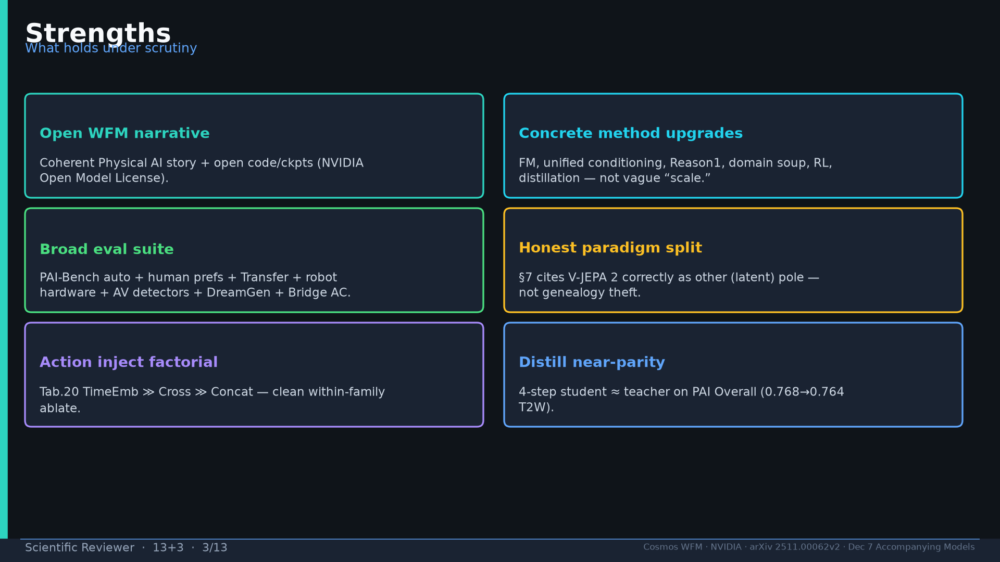 Strengths
What holds under scrutiny
Open WFM narrative
Coherent Physical AI story + open code/ckpts (NVIDIA
Open Model License).
Concrete method upgrades
FM, unified conditioning, Reason1, domain soup, RL,
distillation — not vague “scale.”
Broad eval suite
PAI-Bench auto + human prefs + Transfer + robot
hardware + AV detectors + DreamGen + Bridge AC.
Honest paradigm split
§7 cites V-JEPA 2 correctly as other (latent) pole —
not genealogy theft.
Action inject factorial
Tab.20 TimeEmb ≫ Cross ≫ Concat — clean within-family
ablate.
Distill near-parity
4-step student ≈ teacher on PAI Overall (0.768→0.764
T2W).
Scientific Reviewer · 13+3 · 3/13
Cosmos WFM · NVIDIA · arXiv 2511.00062v2 · Dec 7 Accompanying Models